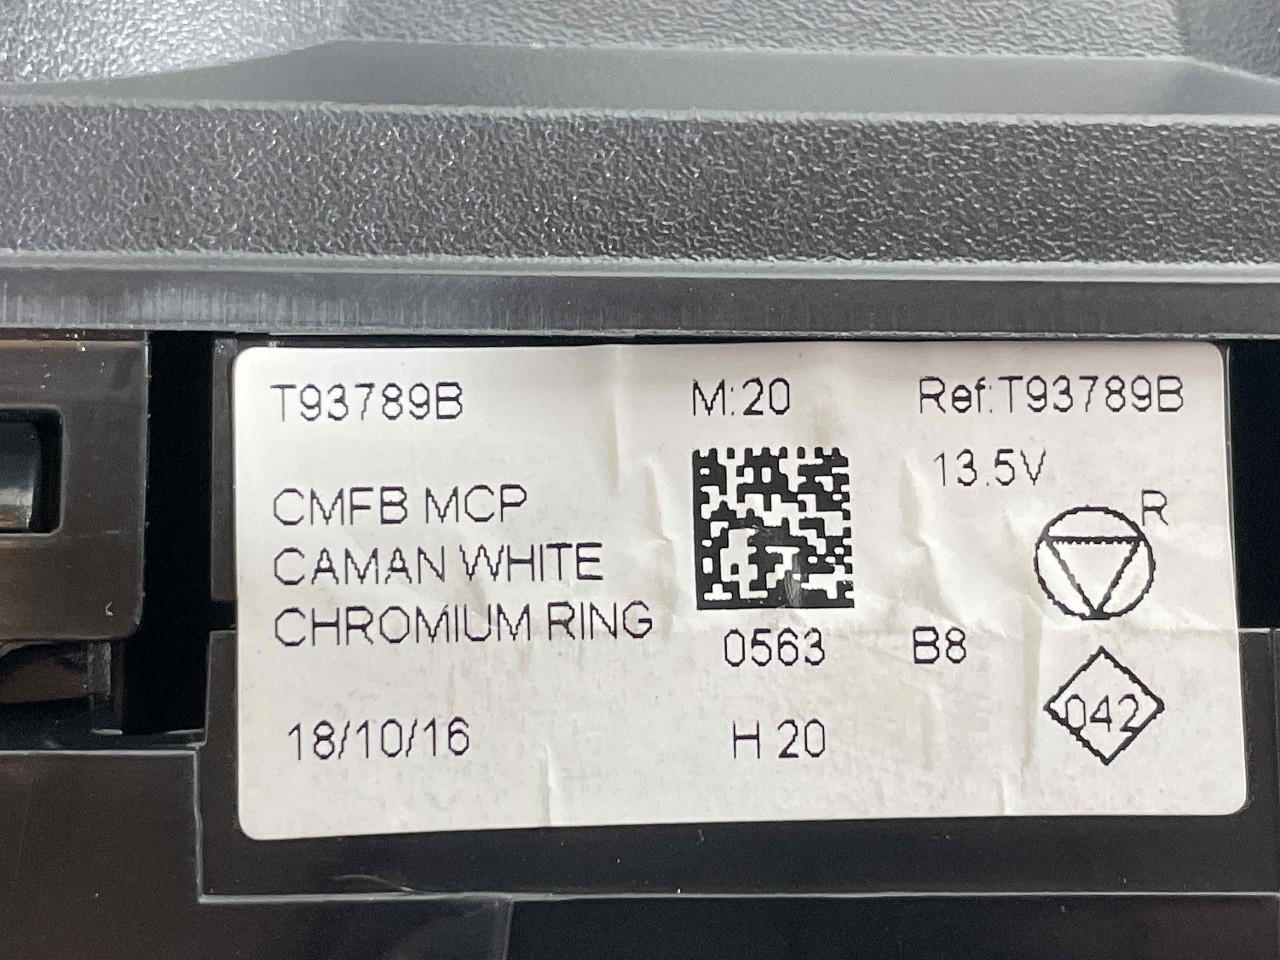 T93789B
M:20
Ref:T93789B
13.5V
CMFB MCP
CAMAN WHITE
CHROMIUM RING
R
0563
B8
042
18/10/16
H 20